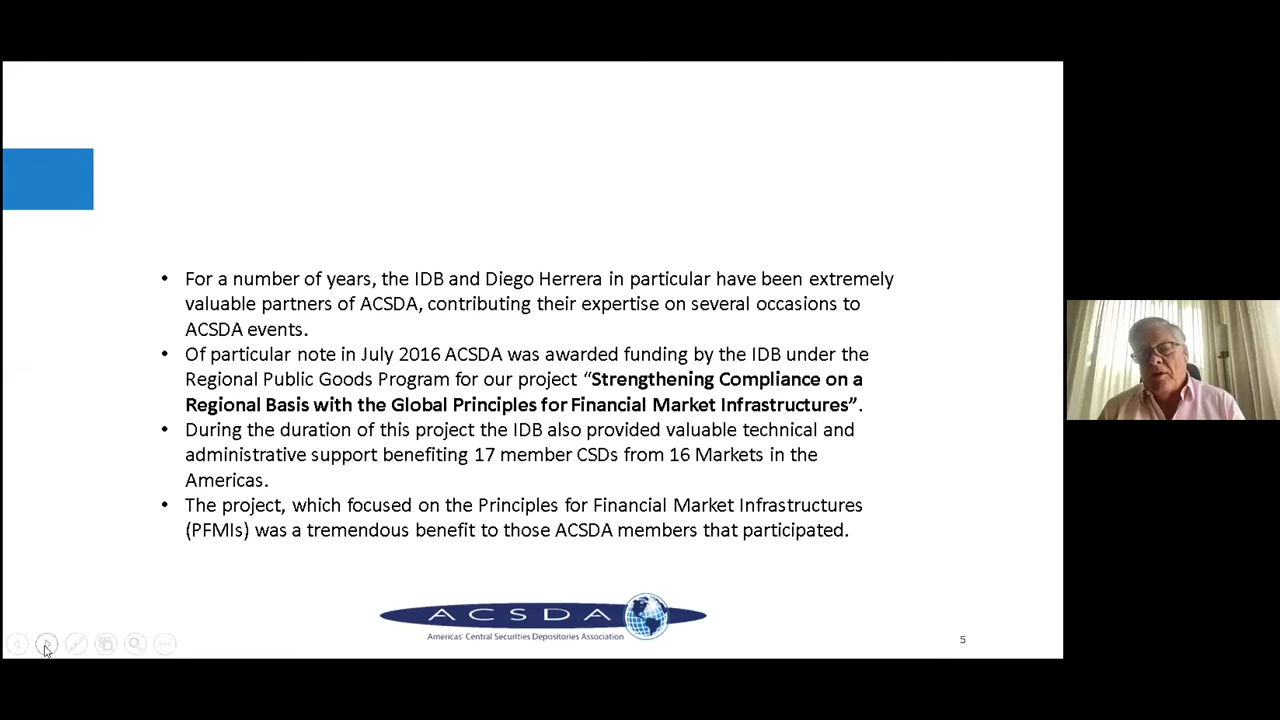 • For a number of years, the IDB and Diego Herrera in particular have been extremely
valuable partners of ACSDA, contributing their expertise on several occasions to
ACSDA events.
• Of particular note in July 2016 ACSDA was awarded funding by the IDB under the
Regional Public Goods Program for our project “Strengthening Compliance on a
Regional Basis with the Global Principles for Financial Market Infrastructures”.
• During the duration of this project the IDB also provided valuable technical and
administrative support benefiting 17 member CSDs from 16 Markets in the
Americas.
• The project, which focused on the Principles for Financial Market Infrastructures
(PFMIs) was a tremendous benefit to those ACSDA members that participated.
ACSDA
Americas' Central Securities Depositories Association
5